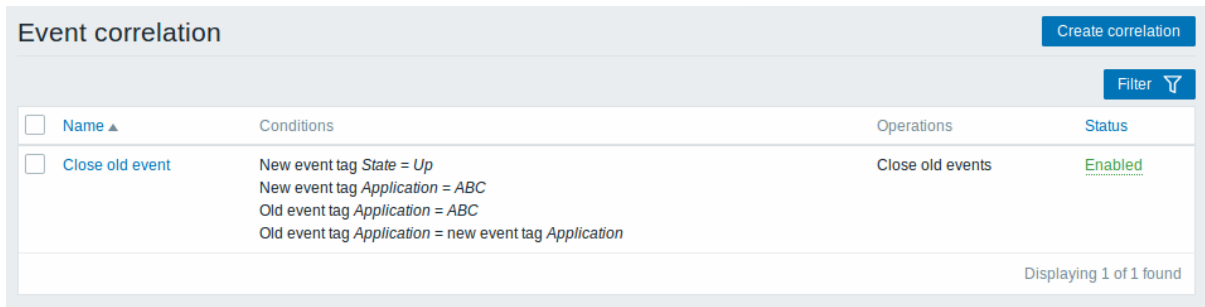 Event correlation
Create correlation
Filter
Name Conditions Operations Status
Close old event New event tag State = Up Close old events Enabled
New event tag Application = ABC
Old event tag Application = ABC
Old event tag Application = new event tag Application
Displaying 1 of 1 found